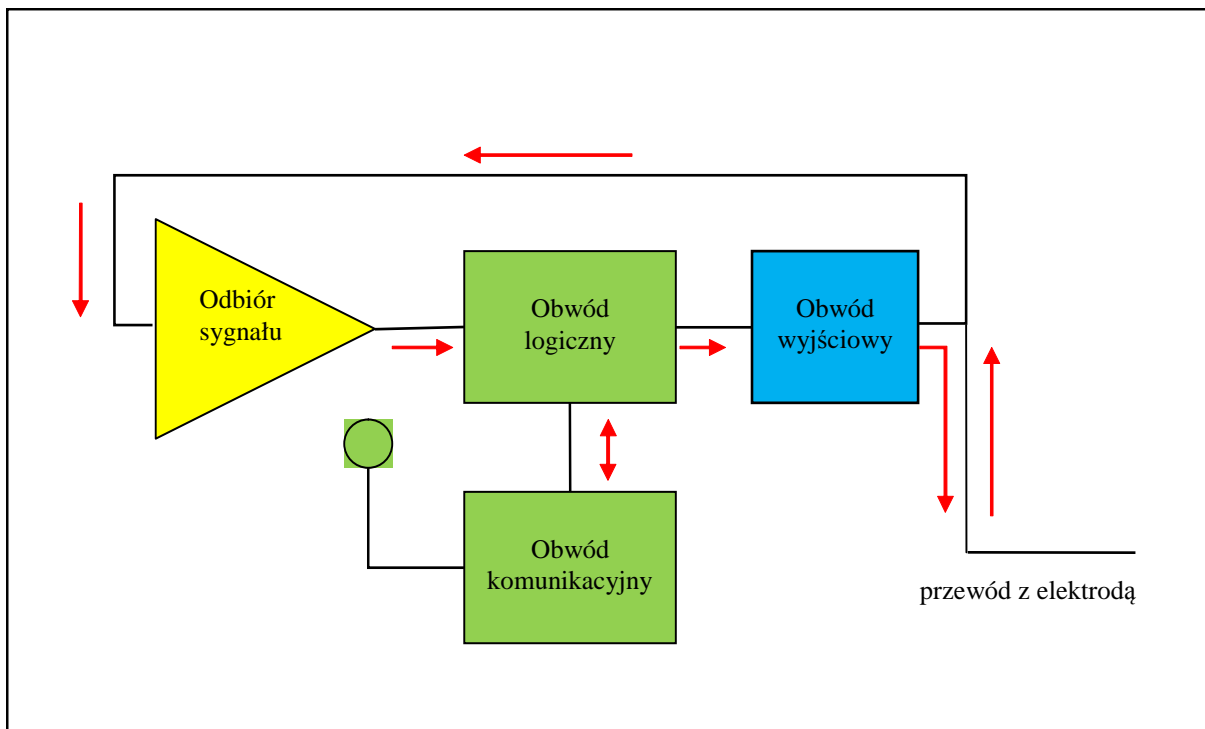 Odbiór
sygnału
Obwód
logiczny
Obwód
wyjściowy
Obwód
komunikacyjny
przewód z elektrodą